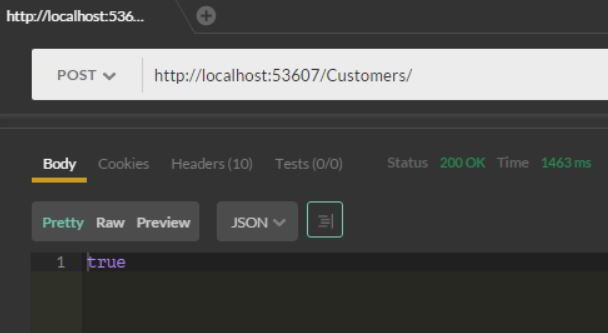 http://localhost:536...
POST http://localhost:53607/Customers/
Body Cookies Headers (10) Tests (0/0) Status 200 OK Time 1463 ms
Pretty Raw Preview JSON
1 true